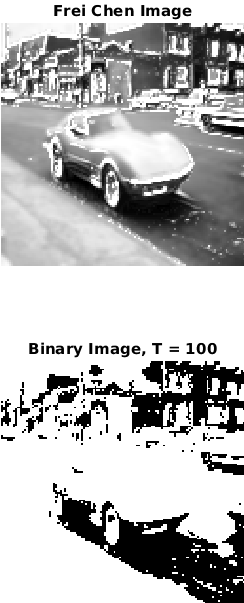 Frei Chen Image
Binary Image, T = 100